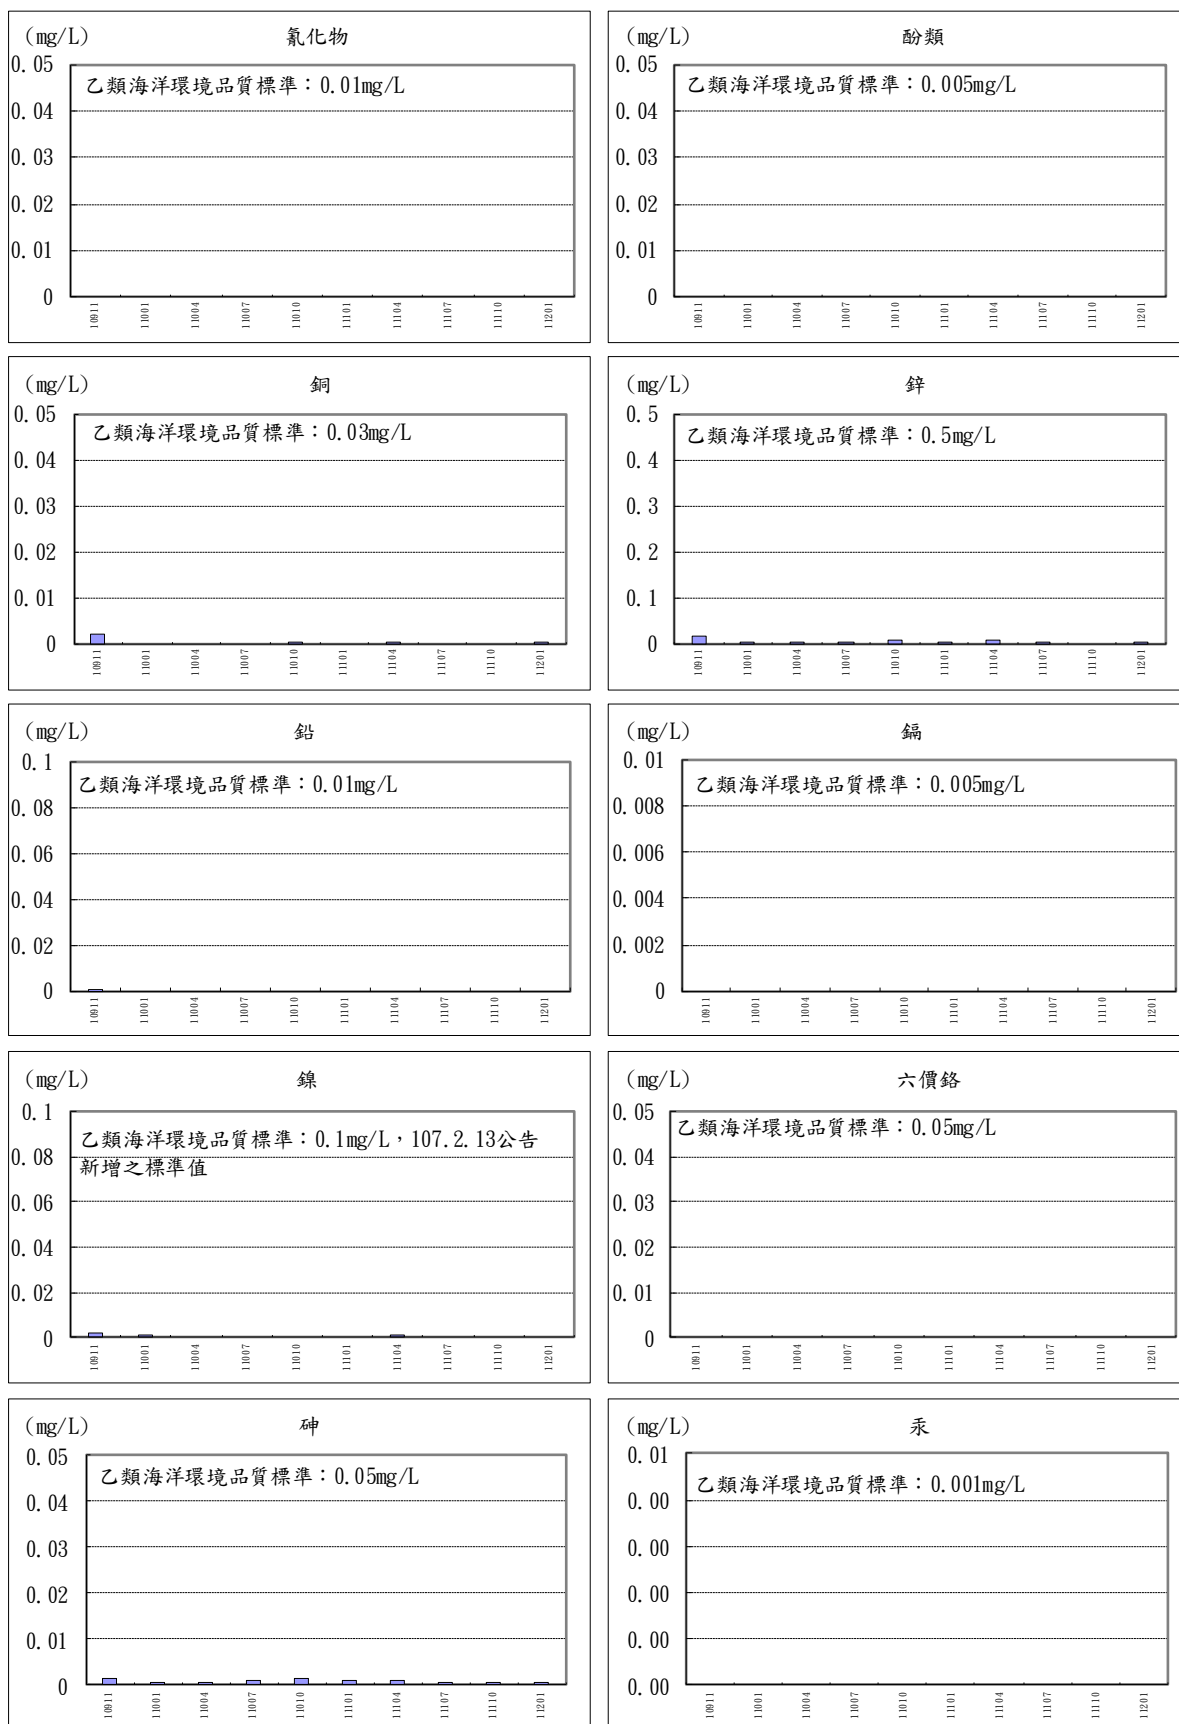 (mg/L) 氰化物
0.05
乙類海洋環境品質標準：0.01mg/L
0.04
0.03
0.02
0.01
0
10911 11001 11004 11007 11010 11101 11104 11107 11110 11201
(mg/L) 酚類
0.05
乙類海洋環境品質標準：0.005mg/L
0.04
0.03
0.02
0.01
0
10911 11001 11004 11007 11010 11101 11104 11107 11110 11201
(mg/L) 銅
0.05
乙類海洋環境品質標準：0.03mg/L
0.04
0.03
0.02
0.01
0
10911 11001 11004 11007 11010 11101 11104 11107 11110 11201
(mg/L) 鋅
0.5
乙類海洋環境品質標準：0.5mg/L
0.4
0.3
0.2
0.1
0
10911 11001 11004 11007 11010 11101 11104 11107 11110 11201
(mg/L) 鉛
0.1
乙類海洋環境品質標準：0.01mg/L
0.08
0.06
0.04
0.02
0
10911 11001 11004 11007 11010 11101 11104 11107 11110 11201
(mg/L) 鎘
0.01
乙類海洋環境品質標準：0.005mg/L
0.008
0.006
0.004
0.002
0
10911 11001 11004 11007 11010 11101 11104 11107 11110 11201
(mg/L) 鎳
0.1
乙類海洋環境品質標準：0.1mg/L，107.2.13公告
新增之標準值
0.08
0.06
0.04
0.02
0
10911 11001 11004 11007 11010 11101 11104 11107 11110 11201
(mg/L) 六價鉻
0.05
乙類海洋環境品質標準：0.05mg/L
0.04
0.03
0.02
0.01
0
10911 11001 11004 11007 11010 11101 11104 11107 11110 11201
(mg/L) 砷
0.05
乙類海洋環境品質標準：0.05mg/L
0.04
0.03
0.02
0.01
0
10911 11001 11004 11007 11010 11101 11104 11107 11110 11201
(mg/L) 汞
0.01
乙類海洋環境品質標準：0.001mg/L
0.00
0.00
0.00
0.00
0.00
10911 11001 11004 11007 11010 11101 11104 11107 11110 11201